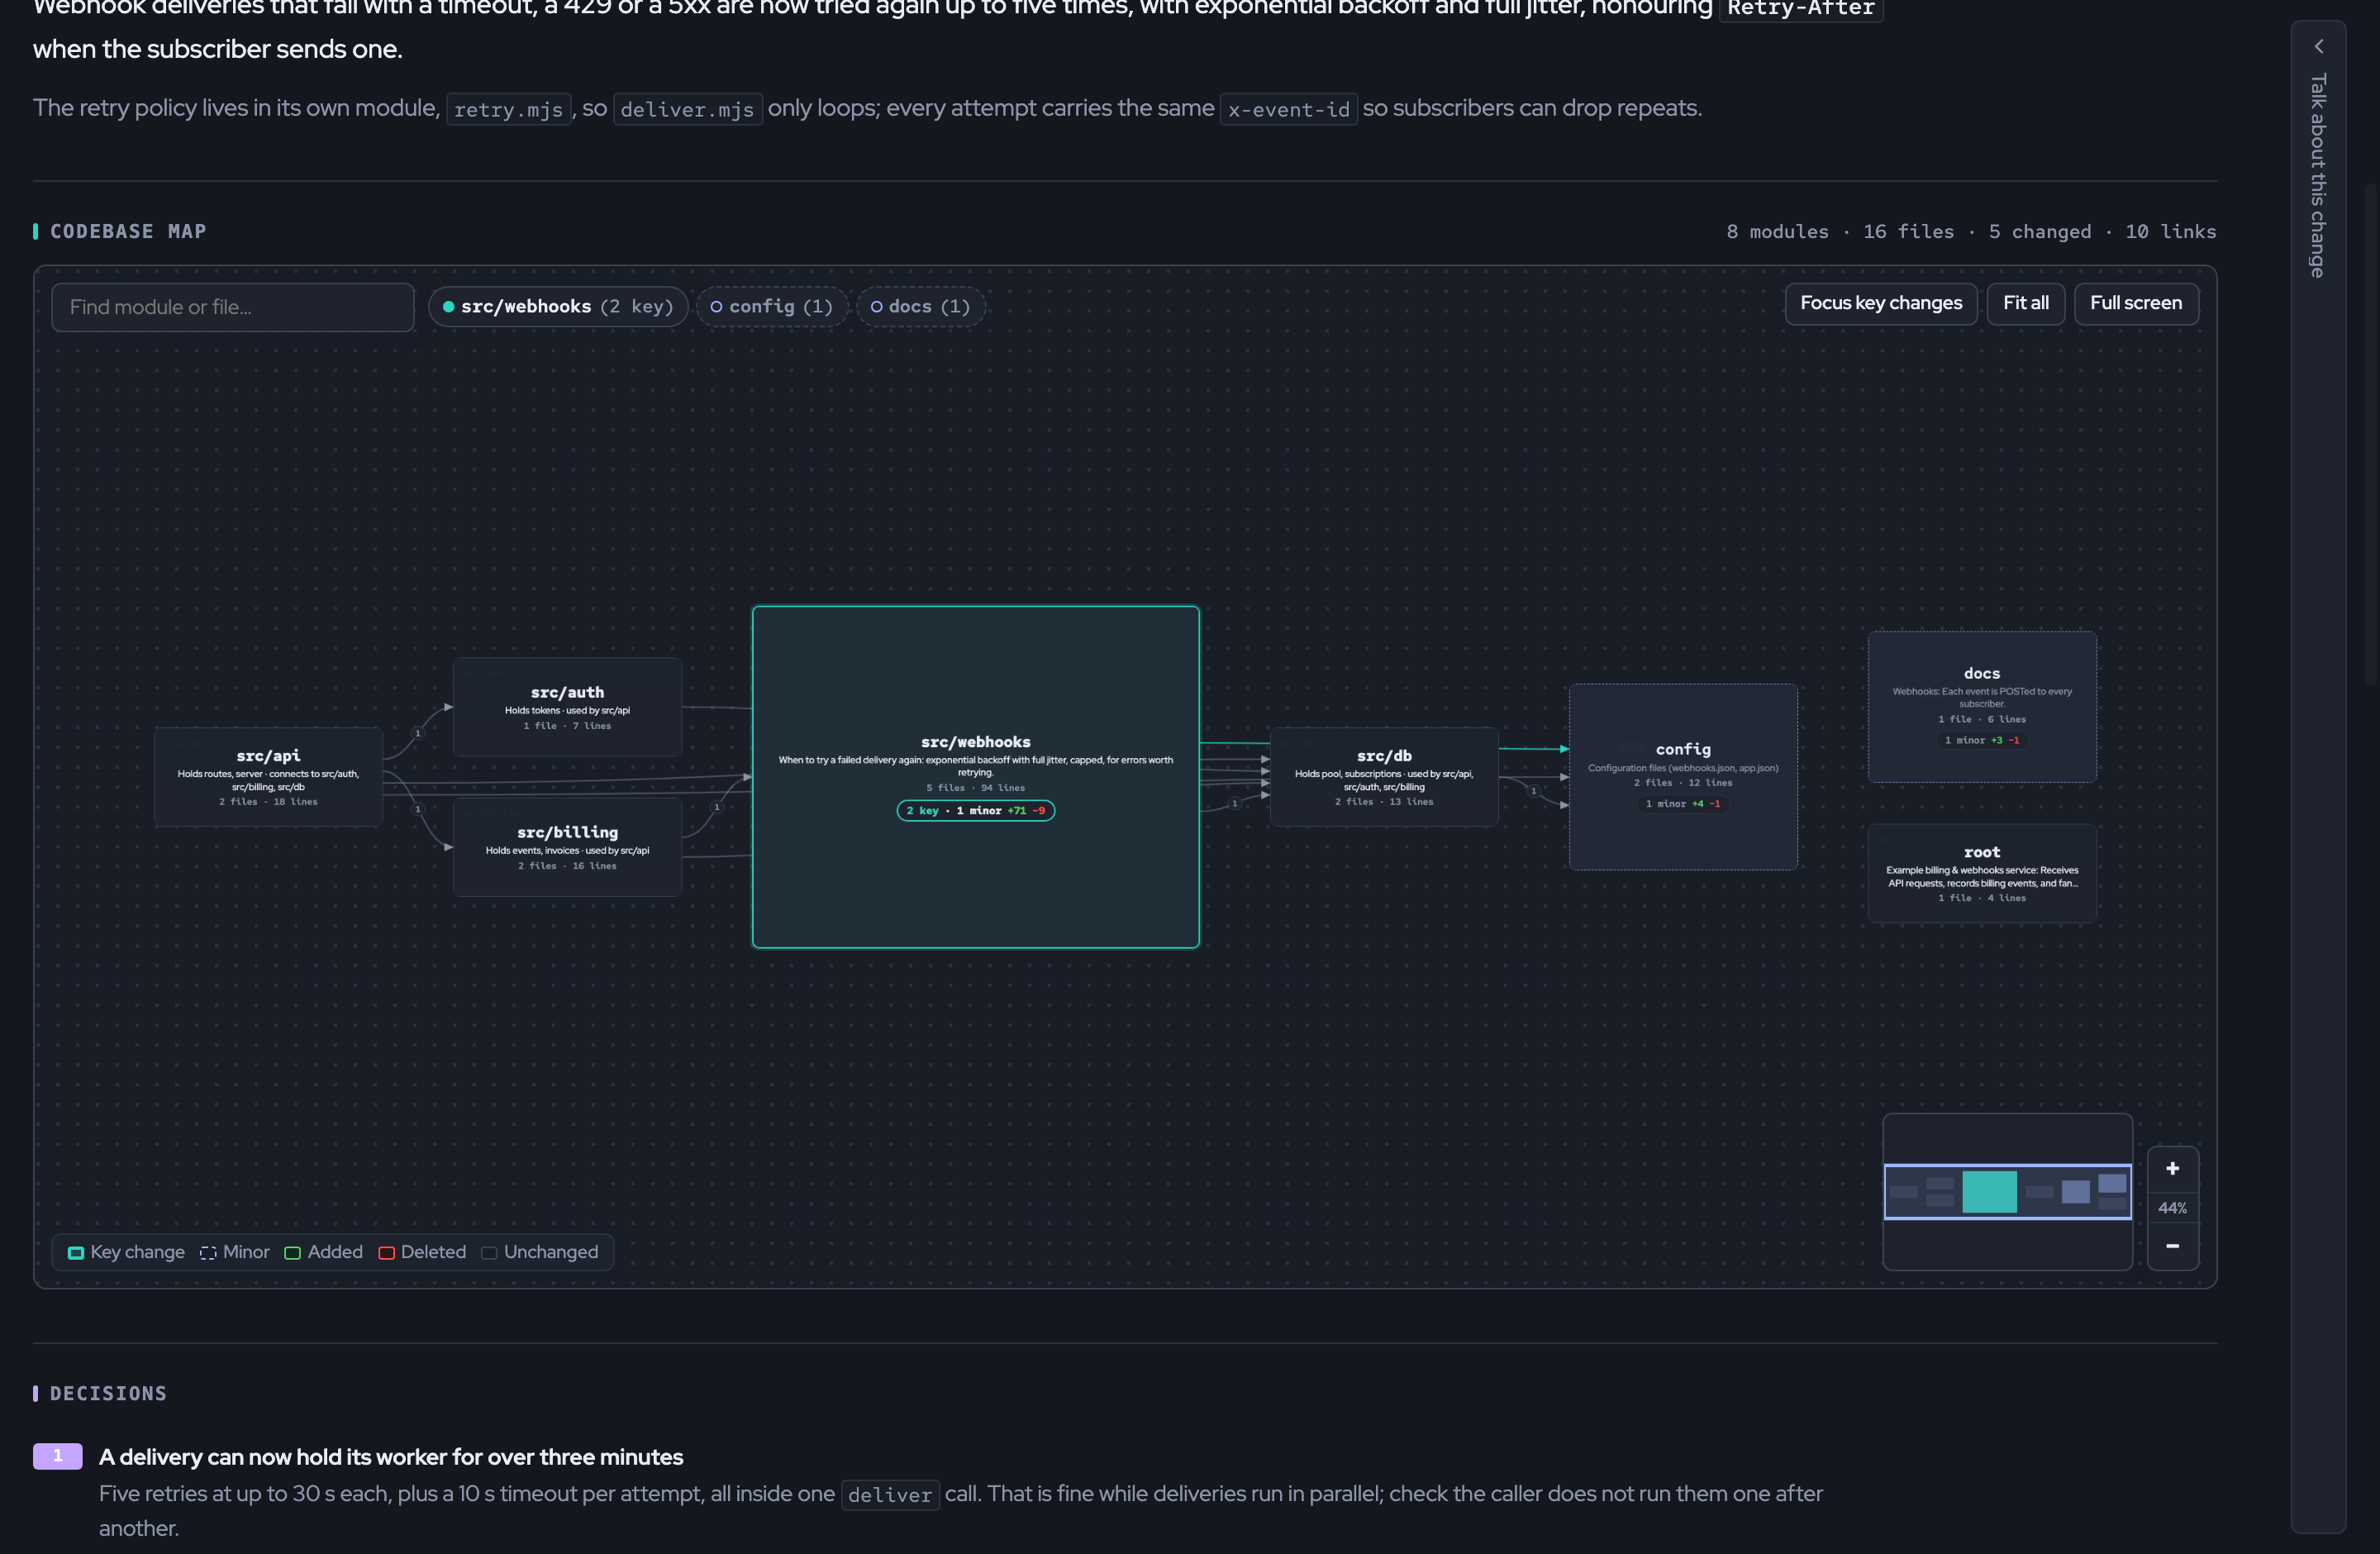 Webhook deliveries that fail with a timeout, a 429 or a 5xx are now tried again up to five times, with exponential backoff and full jitter, honouring Retry-After
when the subscriber sends one.
The retry policy lives in its own module, retry.mjs, so deliver.mjs only loops; every attempt carries the same x-event-id so subscribers can drop repeats.
Talk about this change
CODEBASE MAP
8 modules · 16 files · 5 changed · 10 links
Find module or file...
src/webhooks (2 key)
config (1)
docs (1)
Focus key changes
Fit all
Full screen
src/api
Holds routes, server · connects to src/auth,
src/billing, src/db
2 files · 18 lines
1
1
src/auth
Holds tokens · used by src/api
1 file · 7 lines
src/billing
Holds events, invoices · used by src/api
2 files · 16 lines
1
src/webhooks
When to try a failed delivery again: exponential backoff with full jitter, capped, for errors worth
retrying.
5 files · 94 lines
2 key · 1 minor +71 −9
1
src/db
Holds pool, subscriptions · used by src/api,
src/auth, src/billing
2 files · 13 lines
1
config
Configuration files (webhooks.json, app.json)
2 files · 12 lines
1 minor +4 −1
docs
Webhooks: Each event is POSTed to every
subscriber.
1 file · 6 lines
1 minor +3 −1
root
Example billing & webhooks service: Receives
API requests, records billing events, and fan...
1 file · 4 lines
+
44%
−
Key change
Minor
Added
Deleted
Unchanged
DECISIONS
1
A delivery can now hold its worker for over three minutes
Five retries at up to 30 s each, plus a 10 s timeout per attempt, all inside one deliver call. That is fine while deliveries run in parallel; check the caller does not run them one after
another.